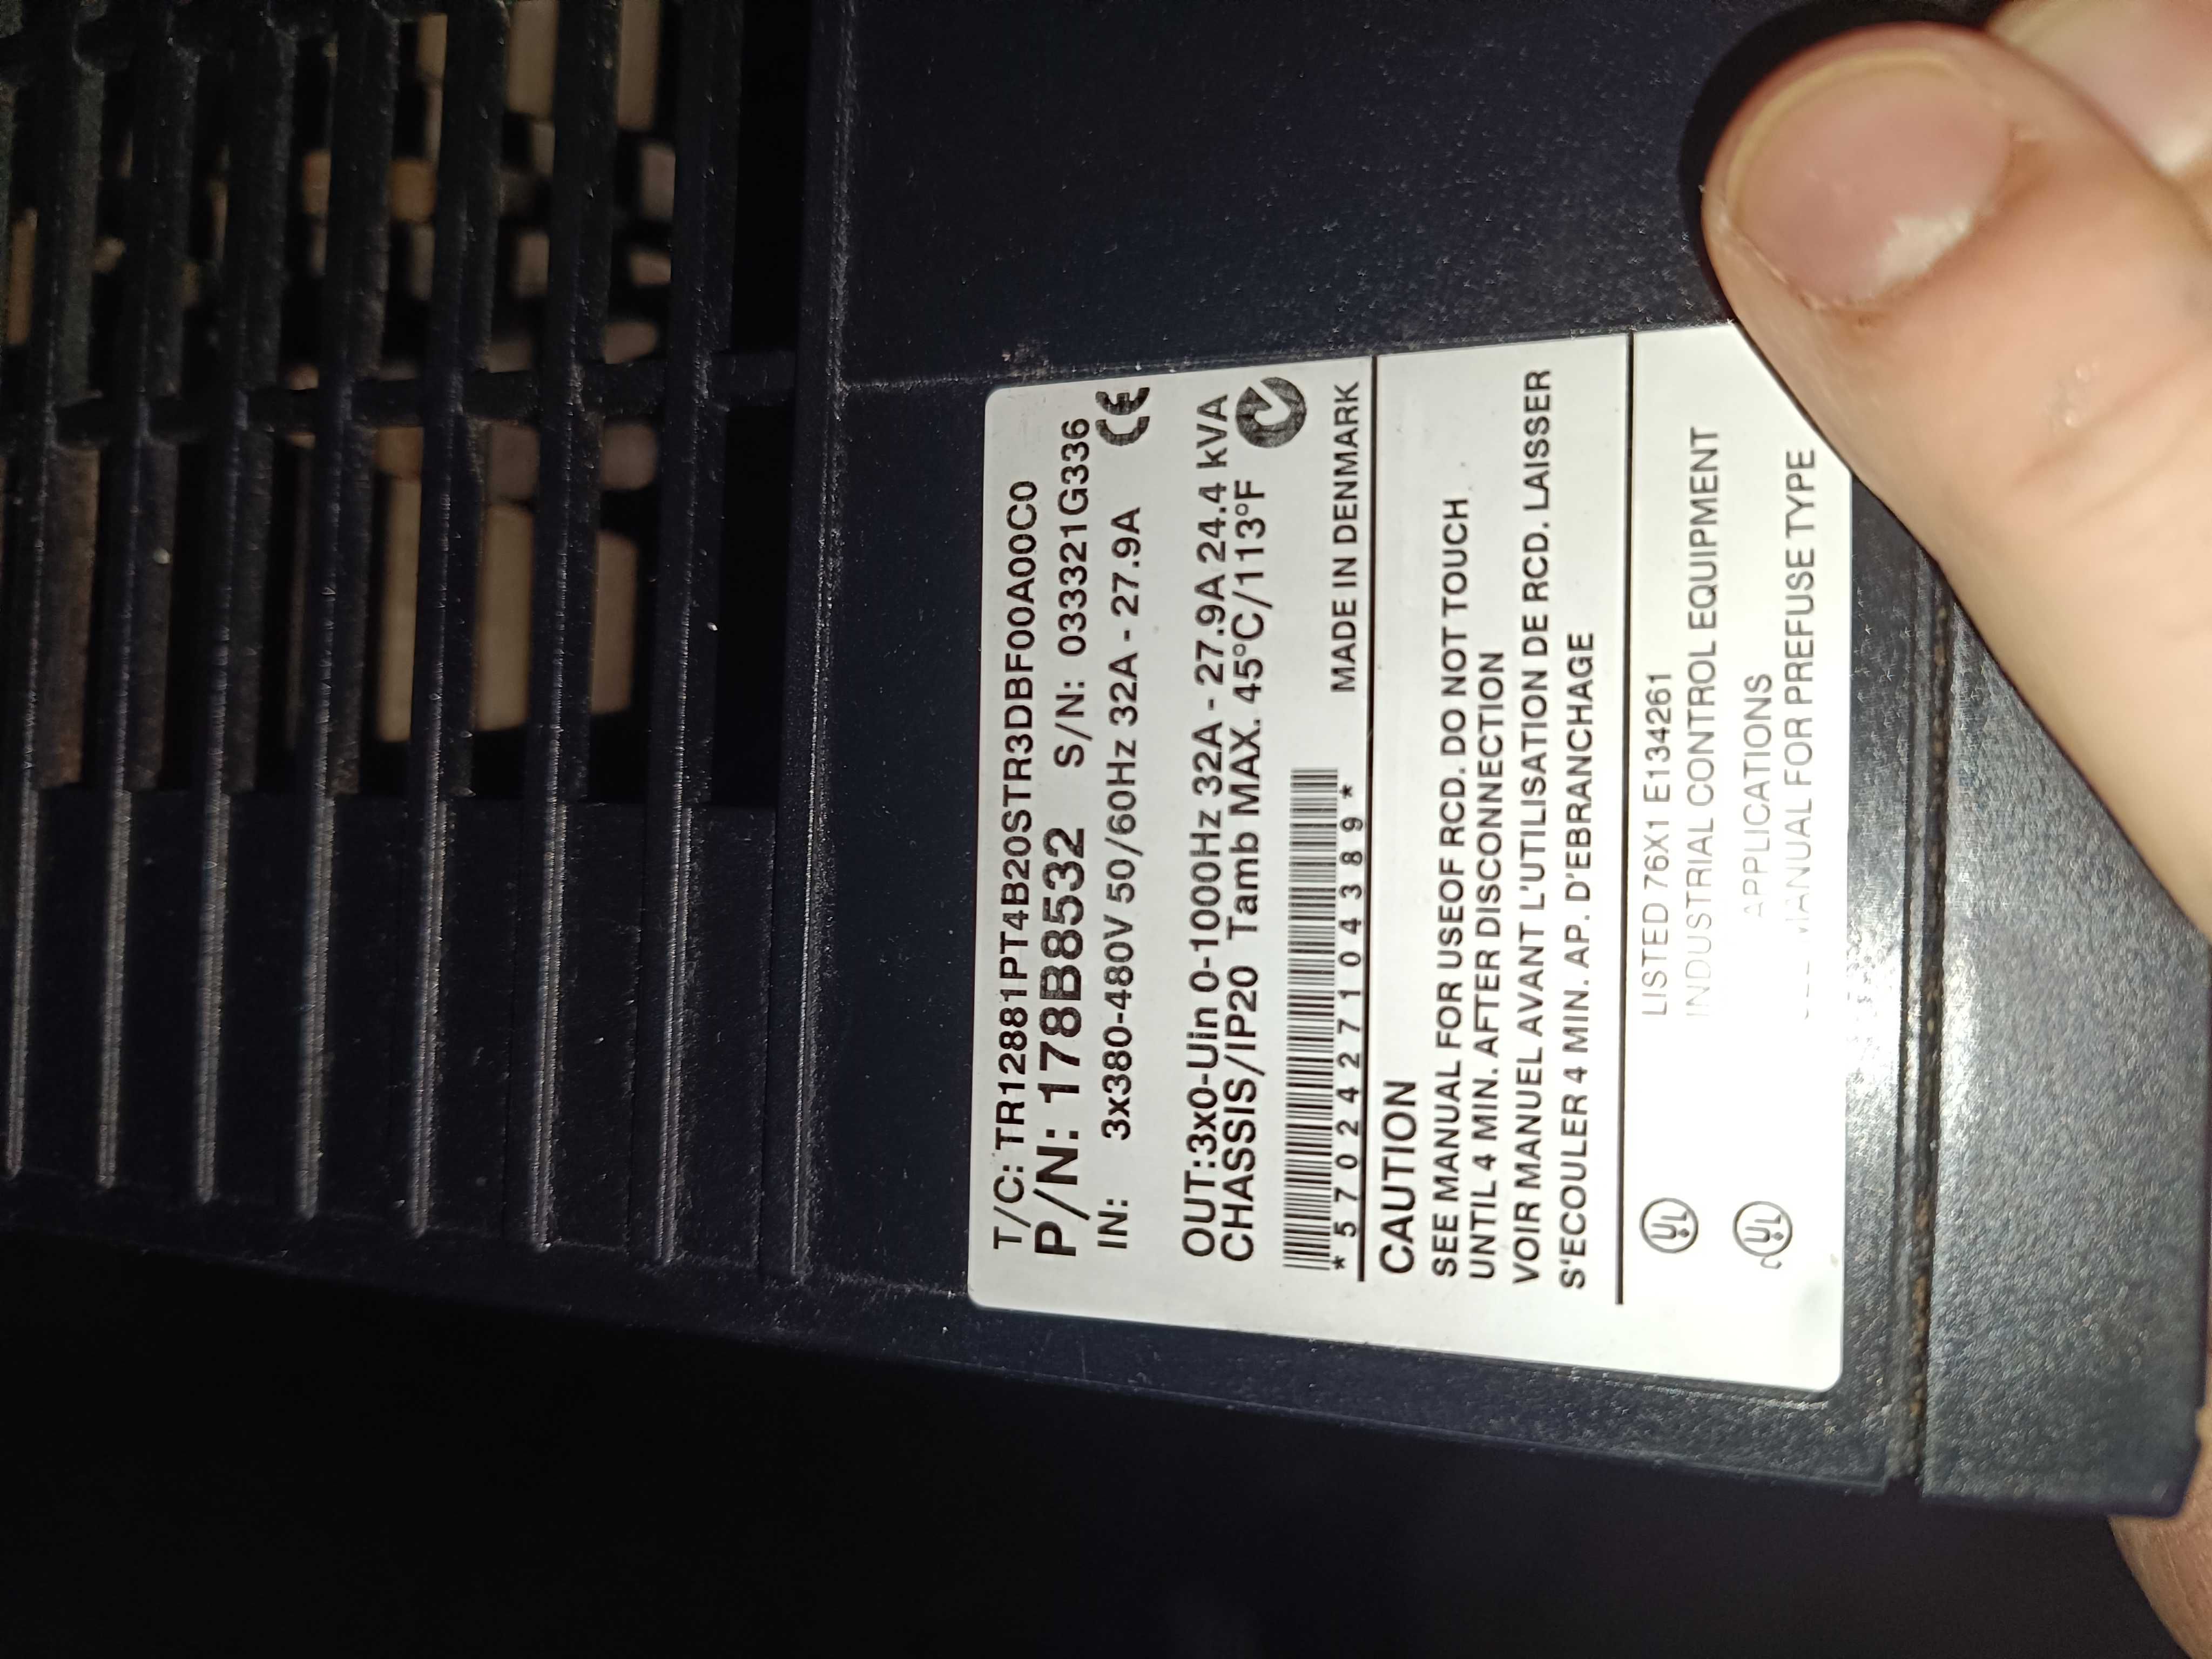 T/C: TR12881PT4B20STR3DBF00A00C0
P/N: 178B8532 S/N: 033321G336
IN: 3x380-480V 50/60Hz 32A - 27.9A
CE
OUT:3x0-Uin 0-1000Hz 32A - 27.9A 24.4 kVA
CHASSIS/IP20 Tamb MAX. 45°C/113°F
*5702427104389*
MADE IN DENMARK
CAUTION
SEE MANUAL FOR USEOF RCD. DO NOT TOUCH
UNTIL 4 MIN. AFTER DISCONNECTION
VOIR MANUEL AVANT L'UTILISATION DE RCD. LAISSER
S'ECOULER 4 MIN. AP. D'EBRANCHAGE
UL LISTED 76X1 E134261
INDUSTRIAL CONTROL EQUIPMENT
c UL APPLICATIONS
MANUAL FOR PREFUSE TYPE